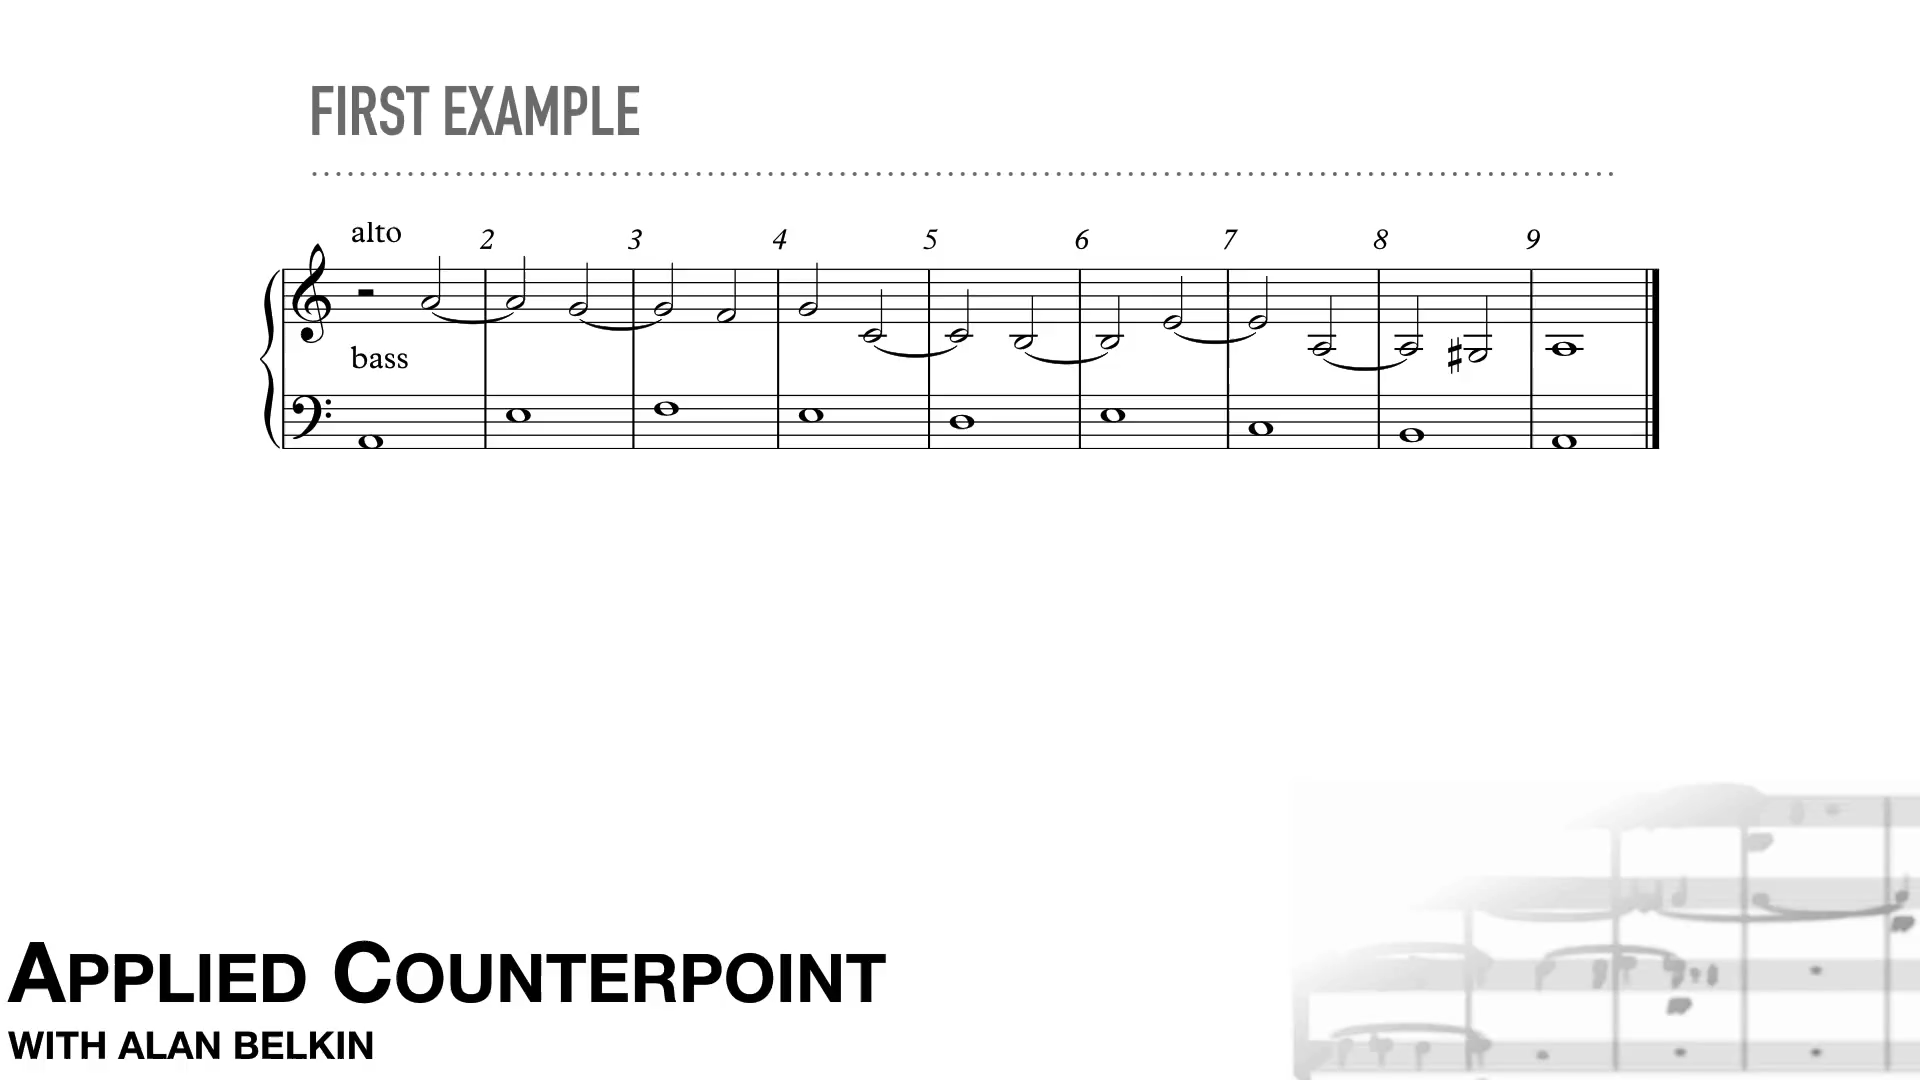 FIRST EXAMPLE
alto
2 3 4 5 6 7 8 9
bass
APPLIED COUNTERPOINT
WITH ALAN BELKIN